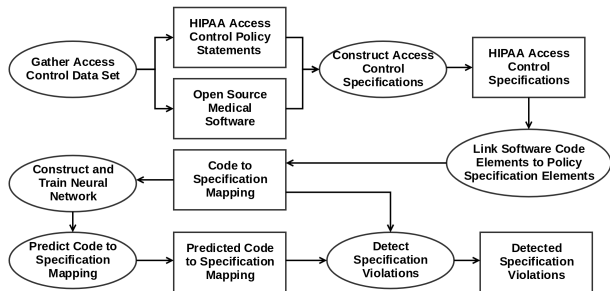 Gather Access
Control Data Set
HIPAA Access
Control Policy
Statements
Open Source
Medical
Software
Construct Access
Control
Specifications
HIPAA Access
Control
Specifications
Link Software Code
Elements to Policy
Specification Elements
Code to
Specification
Mapping
Construct and
Train Neural
Network
Predict Code to
Specification
Mapping
Predicted Code
to Specification
Mapping
Detect
Specification
Violations
Detected
Specification
Violations